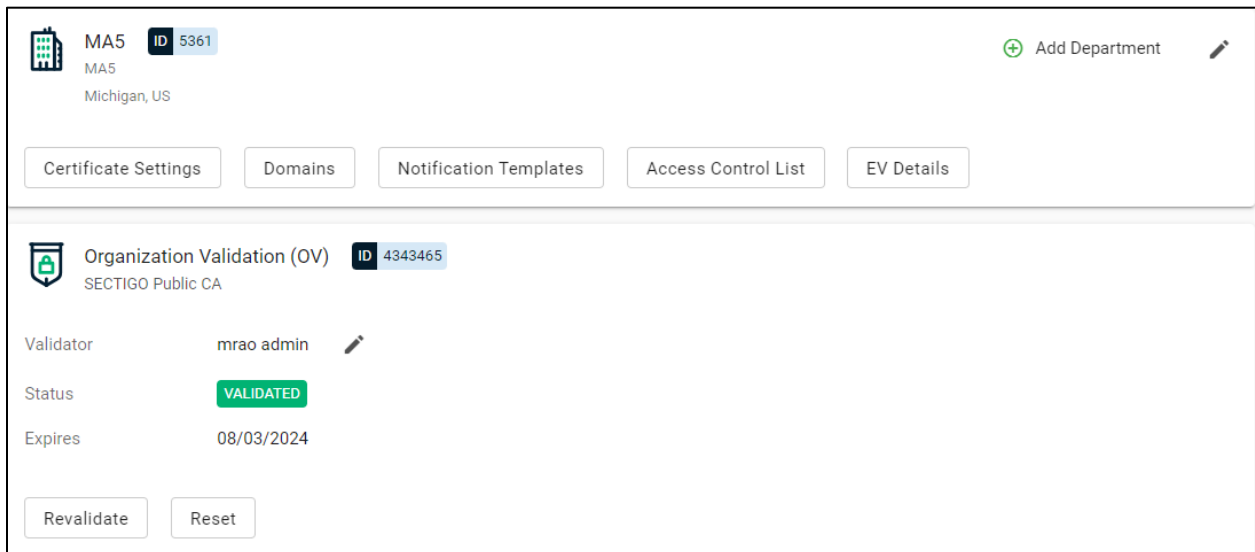 MA5 ID 5361 Add Department
MA5
Michigan, US
Certificate Settings Domains Notification Templates Access Control List EV Details
Organization Validation (OV) ID 4343465
SECTIGO Public CA
Validator mrao admin
Status VALIDATED
Expires 08/03/2024
Revalidate Reset